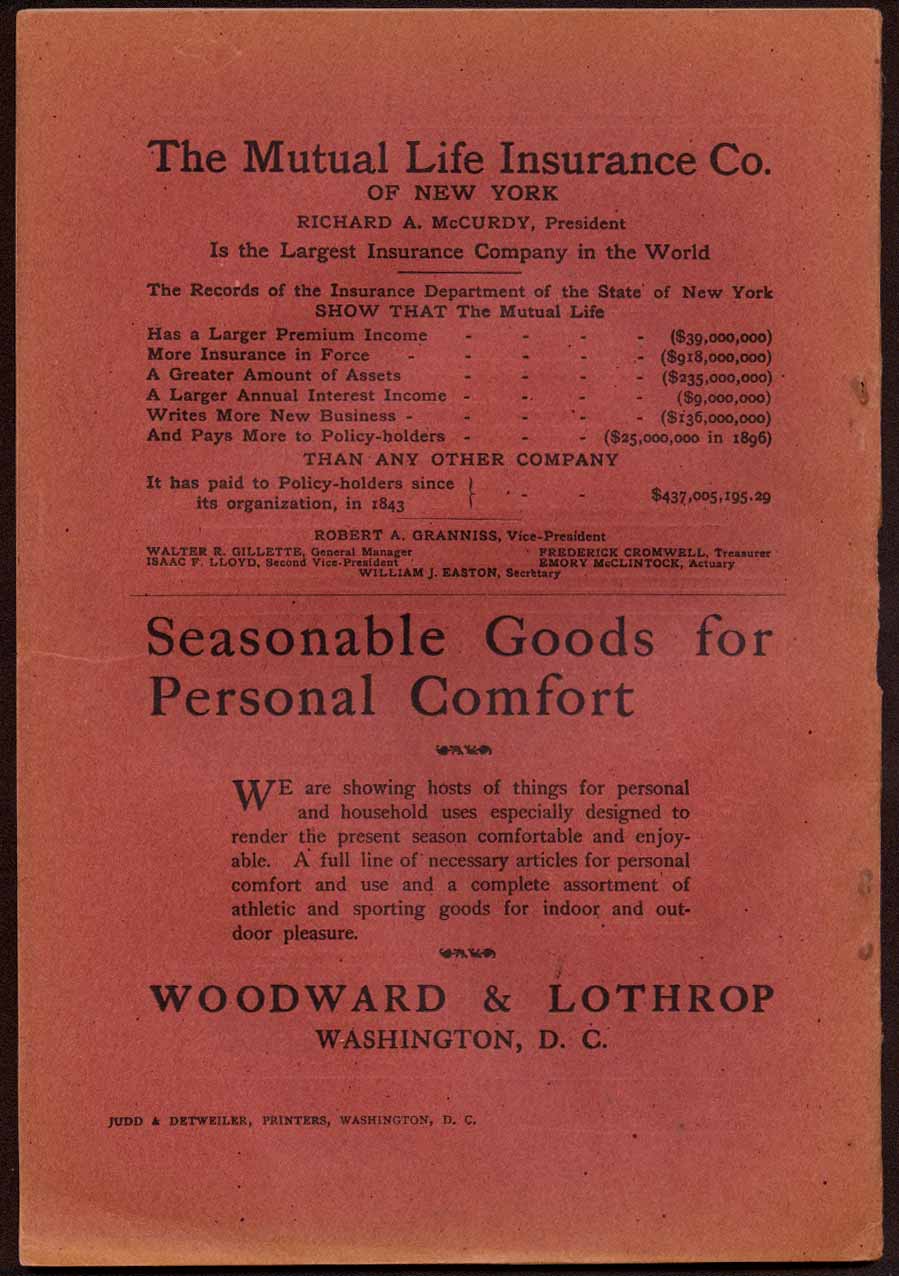 The Mutual Life Insurance Co.
OF NEW YORK
RICHARD A. McCURDY, President
Is the Largest Insurance Company in the World
The Records of the Insurance Department of the State of New York
SHOW THAT The Mutual Life
Has a Larger Premium Income - - - - ($39,000,000)
More Insurance in Force - - - - - ($918,000,000)
A Greater Amount of Assets - - - - ($235,000,000)
A Larger Annual Interest Income - - - - ($9,000,000)
Writes More New Business - - - - - ($136,000,000)
And Pays More to Policy-holders - - - ($25,000,000 in 1896)
THAN ANY OTHER COMPANY
It has paid to Policy-holders since
its organization, in 1843 } - - $437,005,195.29
ROBERT A. GRANNISS, Vice-President
WALTER R. GILLETTE, General Manager FREDERICK CROMWELL, Treasurer
ISAAC F. LLOYD, Second Vice-President EMORY McCLINTOCK, Actuary
WILLIAM J. EASTON, Secretary
Seasonable Goods for
Personal Comfort
WE are showing hosts of things for personal
and household uses especially designed to
render the present season comfortable and enjoy-
able. A full line of necessary articles for personal
comfort and use and a complete assortment of
athletic and sporting goods for indoor and out-
door pleasure.
WOODWARD & LOTHROP
WASHINGTON, D. C.
JUDD & DETWEILER, PRINTERS, WASHINGTON, D. C.